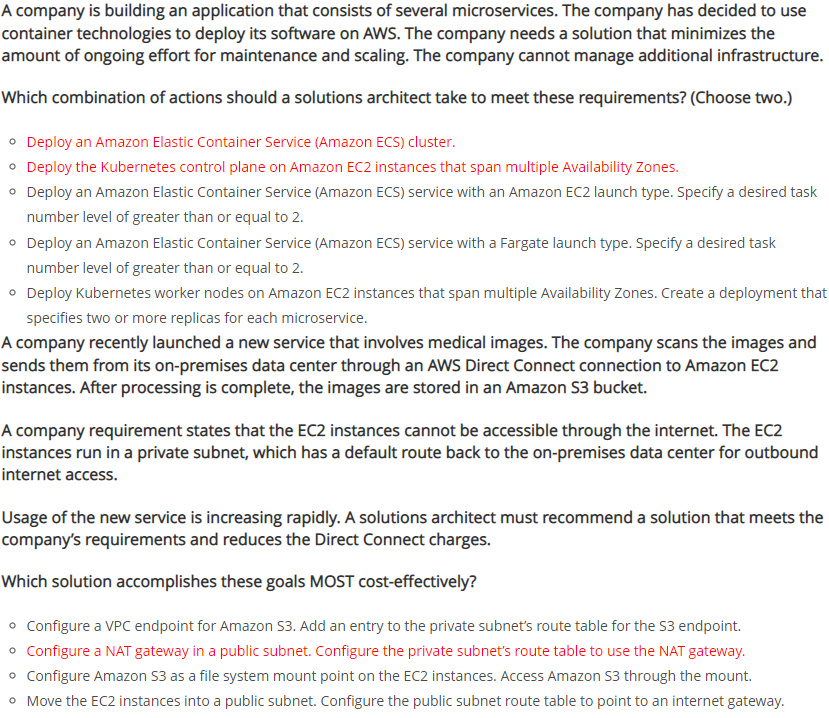 A company is building an application that consists of several microservices. The company has decided to use
container technologies to deploy its software on AWS. The company needs a solution that minimizes the
amount of ongoing effort for maintenance and scaling. The company cannot manage additional infrastructure.
Which combination of actions should a solutions architect take to meet these requirements? (Choose two.)
Deploy an Amazon Elastic Container Service (Amazon ECS) cluster.
Deploy the Kubernetes control plane on Amazon EC2 instances that span multiple Availability Zones.
Deploy an Amazon Elastic Container Service (Amazon ECS) service with an Amazon EC2 launch type. Specify a desired task
number level of greater than or equal to 2.
Deploy an Amazon Elastic Container Service (Amazon ECS) service with a Fargate launch type. Specify a desired task
number level of greater than or equal to 2.
Deploy Kubernetes worker nodes on Amazon EC2 instances that span multiple Availability Zones. Create a deployment that
specifies two or more replicas for each microservice.
A company recently launched a new service that involves medical images. The company scans the images and
sends them from its on-premises data center through an AWS Direct Connect connection to Amazon EC2
instances. After processing is complete, the images are stored in an Amazon S3 bucket.
A company requirement states that the EC2 instances cannot be accessible through the internet. The EC2
instances run in a private subnet, which has a default route back to the on-premises data center for outbound
internet access.
Usage of the new service is increasing rapidly. A solutions architect must recommend a solution that meets the
company's requirements and reduces the Direct Connect charges.
Which solution accomplishes these goals MOST cost-effectively?
Configure a VPC endpoint for Amazon S3. Add an entry to the private subnet's route table for the S3 endpoint.
Configure a NAT gateway in a public subnet. Configure the private subnet's route table to use the NAT gateway.
Configure Amazon S3 as a file system mount point on the EC2 instances. Access Amazon S3 through the mount.
Move the EC2 instances into a public subnet. Configure the public subnet route table to point to an internet gateway.